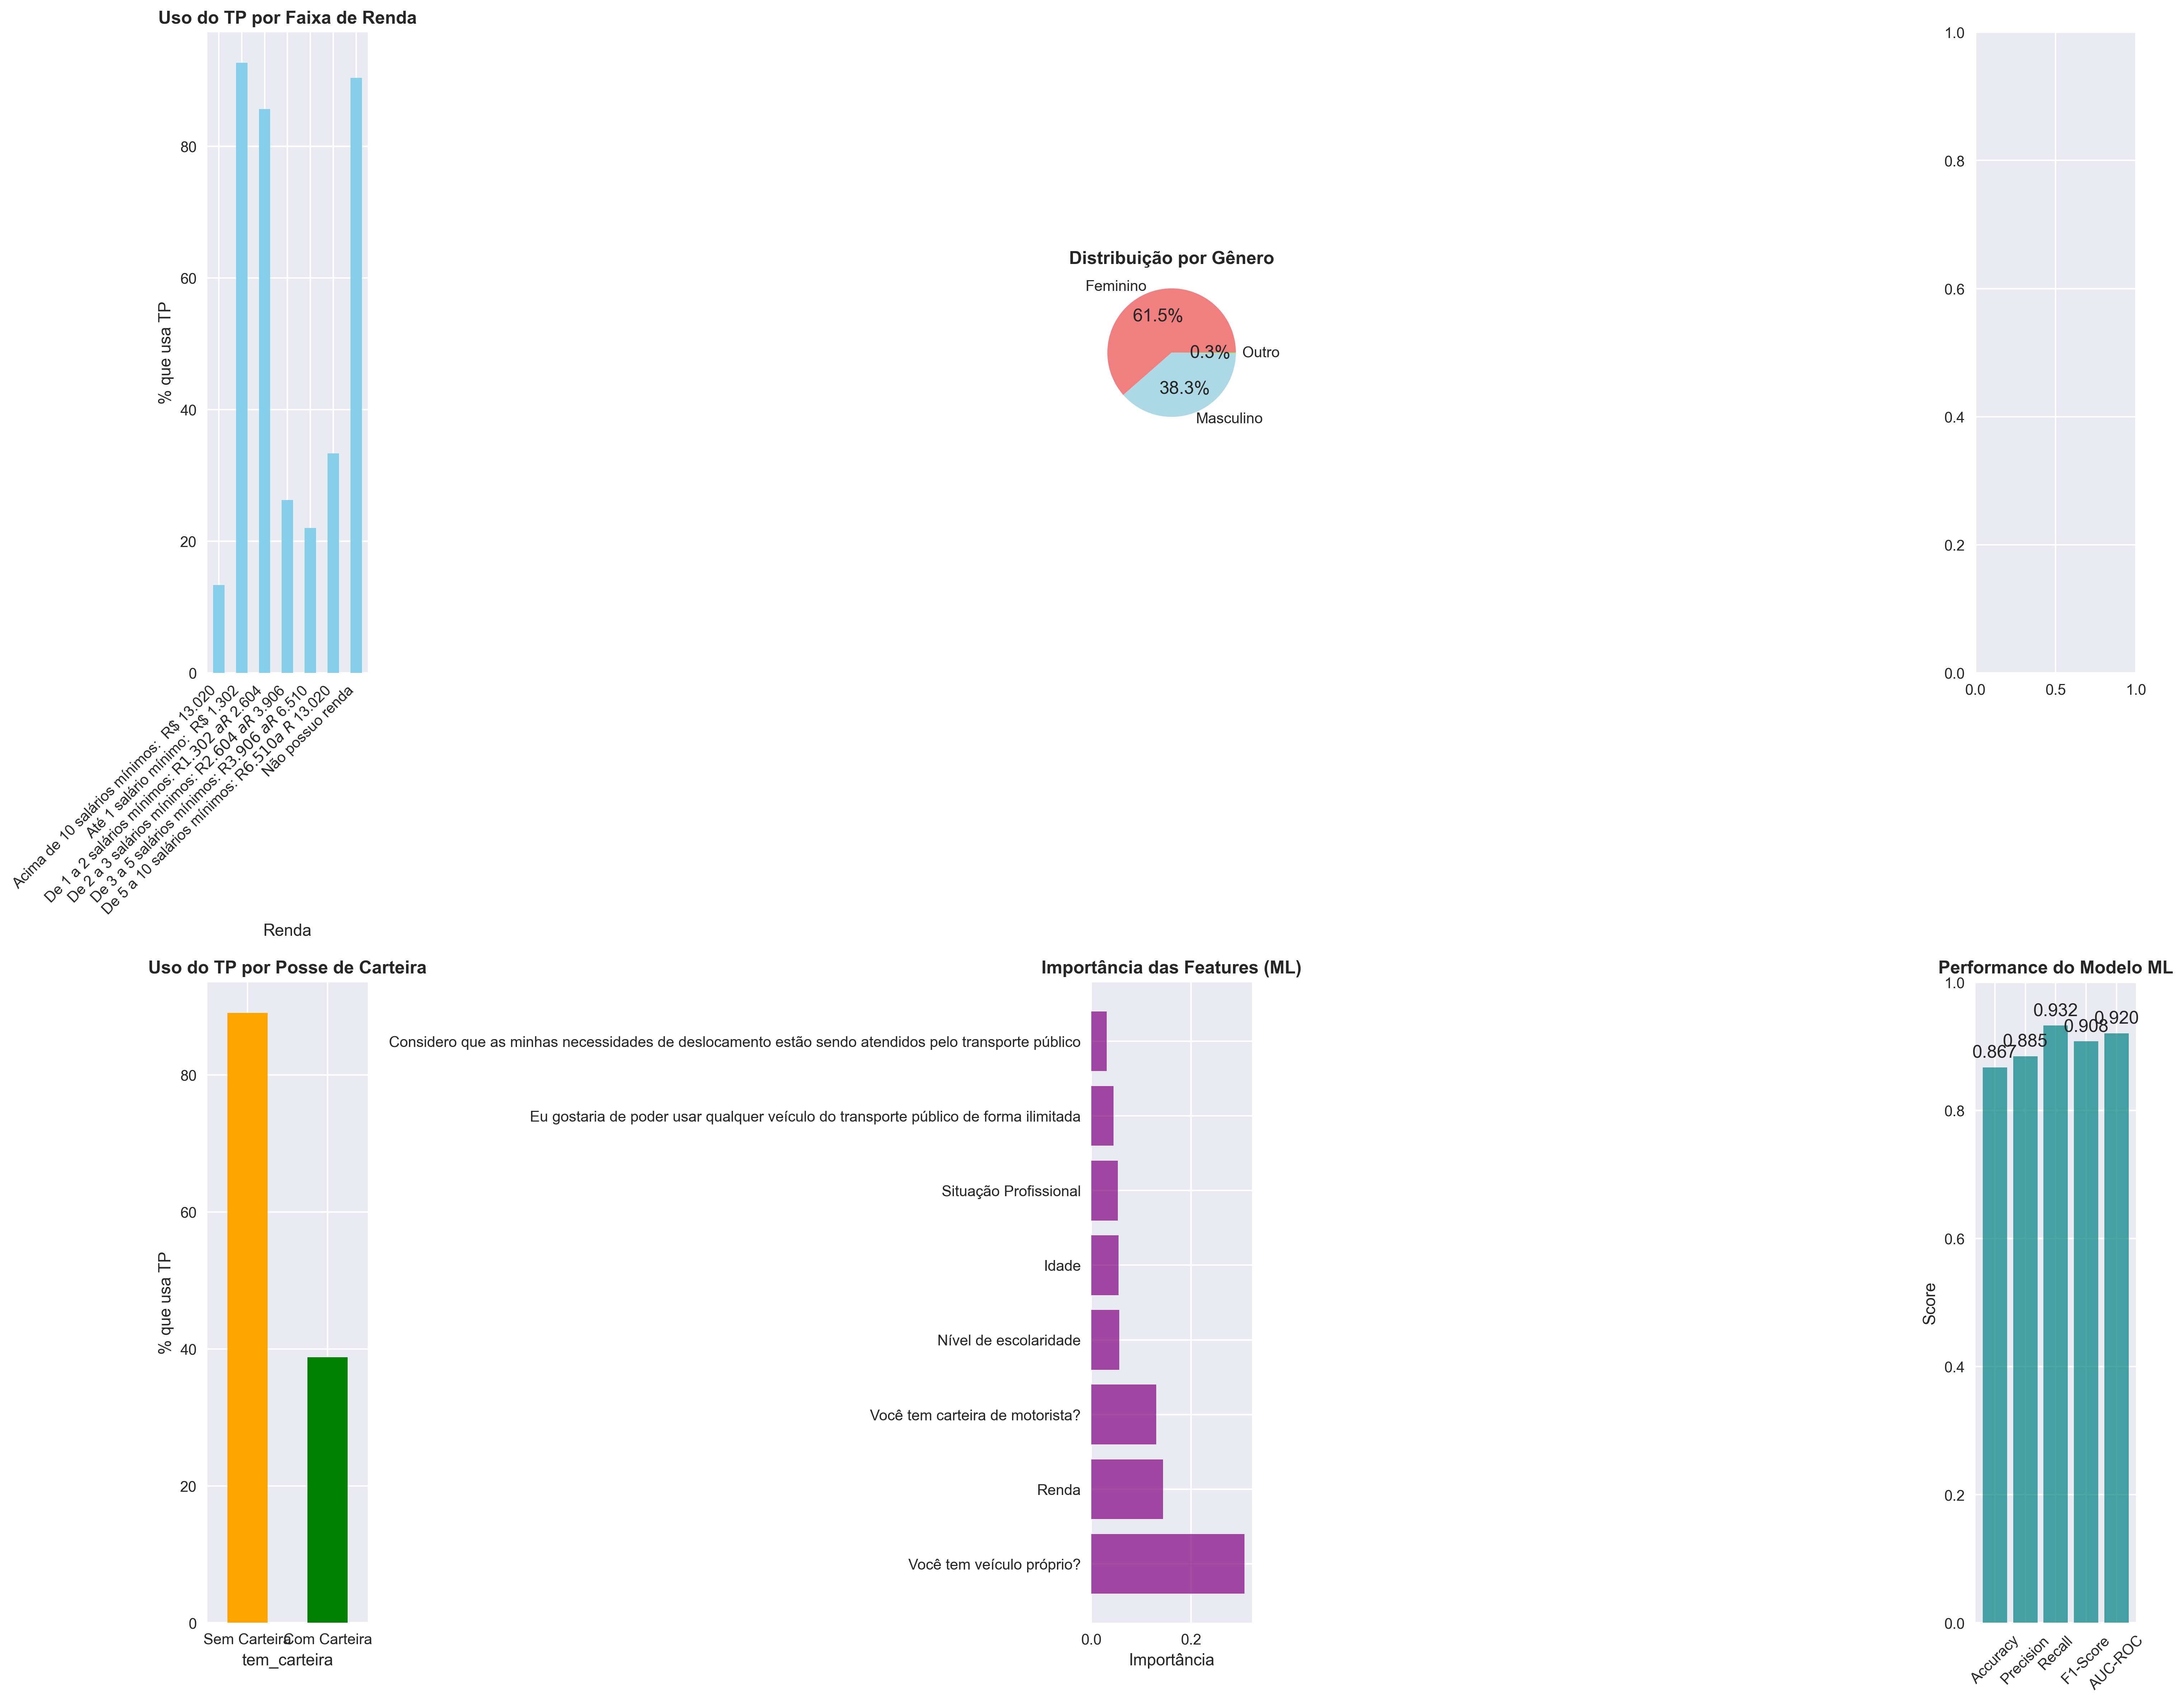 Uso do TP por Faixa de Renda
% que usa TP
80
60
40
20
0
Acima de 10 salários mínimos:  R$ 13.020
Até 1 salário mínimo:  R$ 1.302
De 1 a 2 salários mínimos: R1.302 aR 2.604
De 2 a 3 salários mínimos: R2.604 aR 3.906
De 3 a 5 salários mínimos: R3.906 aR 6.510
De 5 a 10 salários mínimos: R6.510a R 13.020
Não possuo renda
Renda
Distribuição por Gênero
Feminino
61.5%
0.3%
Outro
38.3%
Masculino
1.0
0.8
0.6
0.4
0.2
0.0
0.0
0.5
1.0
Uso do TP por Posse de Carteira
% que usa TP
80
60
40
20
0
Sem Carteira
Com Carteira
tem_carteira
Importância das Features (ML)
Considero que as minhas necessidades de deslocamento estão sendo atendidos pelo transporte público
Eu gostaria de poder usar qualquer veículo do transporte público de forma ilimitada
Situação Profissional
Idade
Nível de escolaridade
Você tem carteira de motorista?
Renda
Você tem veículo próprio?
0.0
0.2
Importância
Performance do Modelo ML
Score
1.0
0.8
0.6
0.4
0.2
0.0
0.867
0.885
0.932
0.908
0.920
Accuracy
Precision
Recall
F1-Score
AUC-ROC